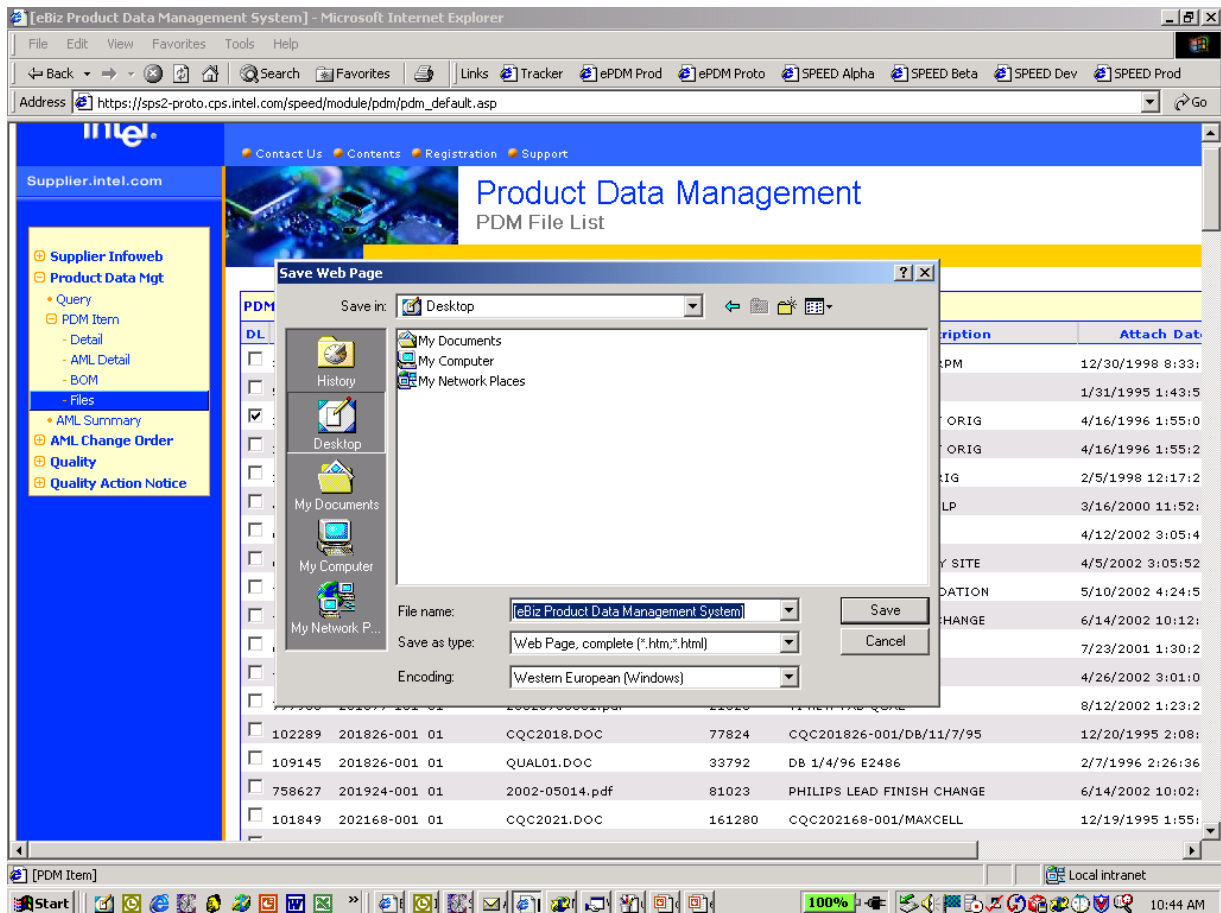 [eBiz Product Data Management System] - Microsoft Internet Explorer
File Edit View Favorites Tools Help
Back Search Favorites Links Tracker ePDM Prod ePDM Proto SPEED Alpha SPEED Beta SPEED Dev SPEED Prod
Address https://sps2-proto.cps.intel.com/speed/module/pdm/pdm_default.asp Go
intel.
Contact Us Contents Registration Support
Supplier.intel.com
Product Data Management
PDM File List
Supplier Infoweb
Product Data Mgt
Query
PDM Item
- Detail
- AML Detail
- BOM
- Files
AML Summary
AML Change Order
Quality
Quality Action Notice
Save Web Page
Save in: Desktop
History
Desktop
My Documents
My Computer
My Network P...
My Documents
My Computer
My Network Places
File name: [eBiz Product Data Management System]
Save
Save as type: Web Page, complete (*.htm;*.html)
Cancel
Encoding: Western European (Windows)
PDM
DL Attach Dat
12/30/1998 8:33:
1/31/1995 1:43:5
ORIG 4/16/1996 1:55:0
ORIG 4/16/1996 1:55:2
2/5/1998 12:17:2
LP 3/16/2000 11:52:
4/12/2002 3:05:4
SITE 4/5/2002 3:05:52
5/10/2002 4:24:5
HANGE 6/14/2002 10:12:
7/23/2001 1:30:2
4/26/2002 3:01:0
8/12/2002 1:23:2
102289 201826-001 01 CQC2018.DOC 77824 CQC201826-001/DB/11/7/95 12/20/1995 2:08:
109145 201826-001 01 QUAL01.DOC 33792 DB 1/4/96 E2486 2/7/1996 2:26:36
758627 201924-001 01 2002-05014.pdf 81023 PHILIPS LEAD FINISH CHANGE 6/14/2002 10:02:
101849 202168-001 01 CQC2021.DOC 161280 CQC202168-001/MAXCELL 12/19/1995 1:55:
[PDM Item] Local intranet
Start 100% 10:44 AM